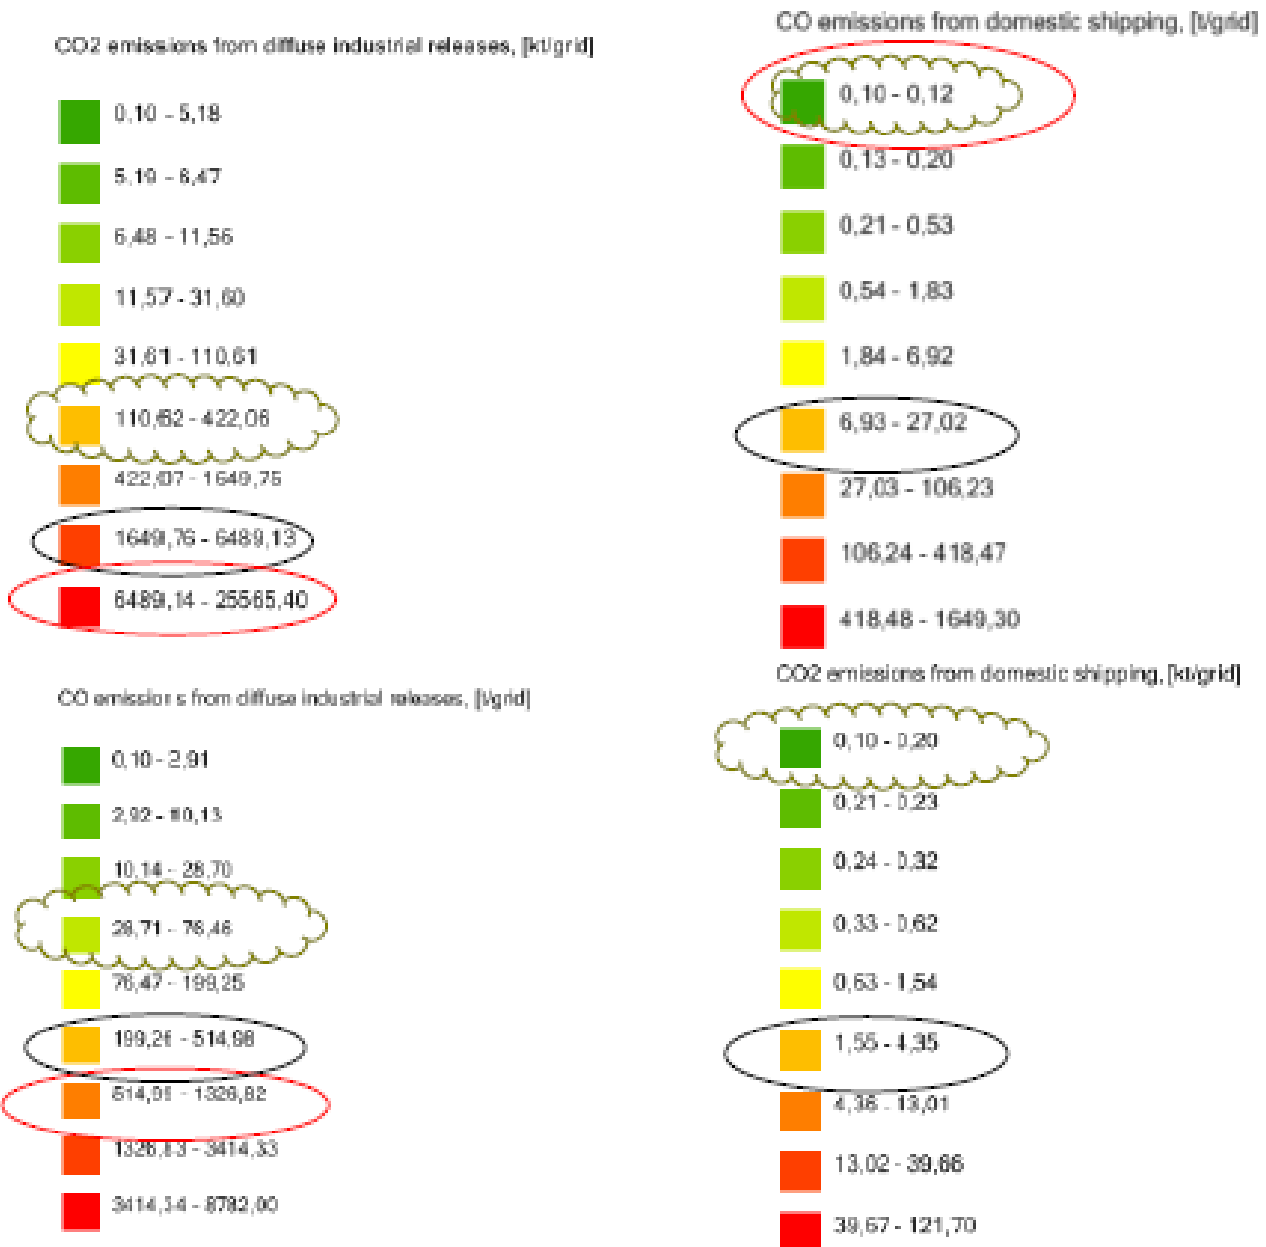 CO2 emissions from diffuse industrial releases, [kt/grid]
0,10 - 5,18
5,19 - 6,47
6,48 - 11,56
11,57 - 31,60
31,61 - 110,61
110,62 - 422,06
422,07 - 1649,75
1649,76 - 6489,13
6489,14 - 25565,40
CO emissions from domestic shipping, [t/grid]
0,10 - 0,12
0,13 - 0,20
0,21 - 0,53
0,54 - 1,83
1,84 - 6,92
6,93 - 27,02
27,03 - 106,23
106,24 - 418,47
418,48 - 1649,30
CO emissions from diffuse industrial releases, [t/grid]
0,10 - 2,91
2,92 - 10,13
10,14 - 28,70
28,71 - 76,46
76,47 - 199,25
199,26 - 514,98
514,99 - 1326,82
1326,83 - 3414,33
3414,34 - 8782,00
CO2 emissions from domestic shipping, [kt/grid]
0,10 - 0,20
0,21 - 0,23
0,24 - 0,32
0,33 - 0,62
0,63 - 1,54
1,55 - 4,35
4,36 - 13,01
13,02 - 39,66
39,67 - 121,70